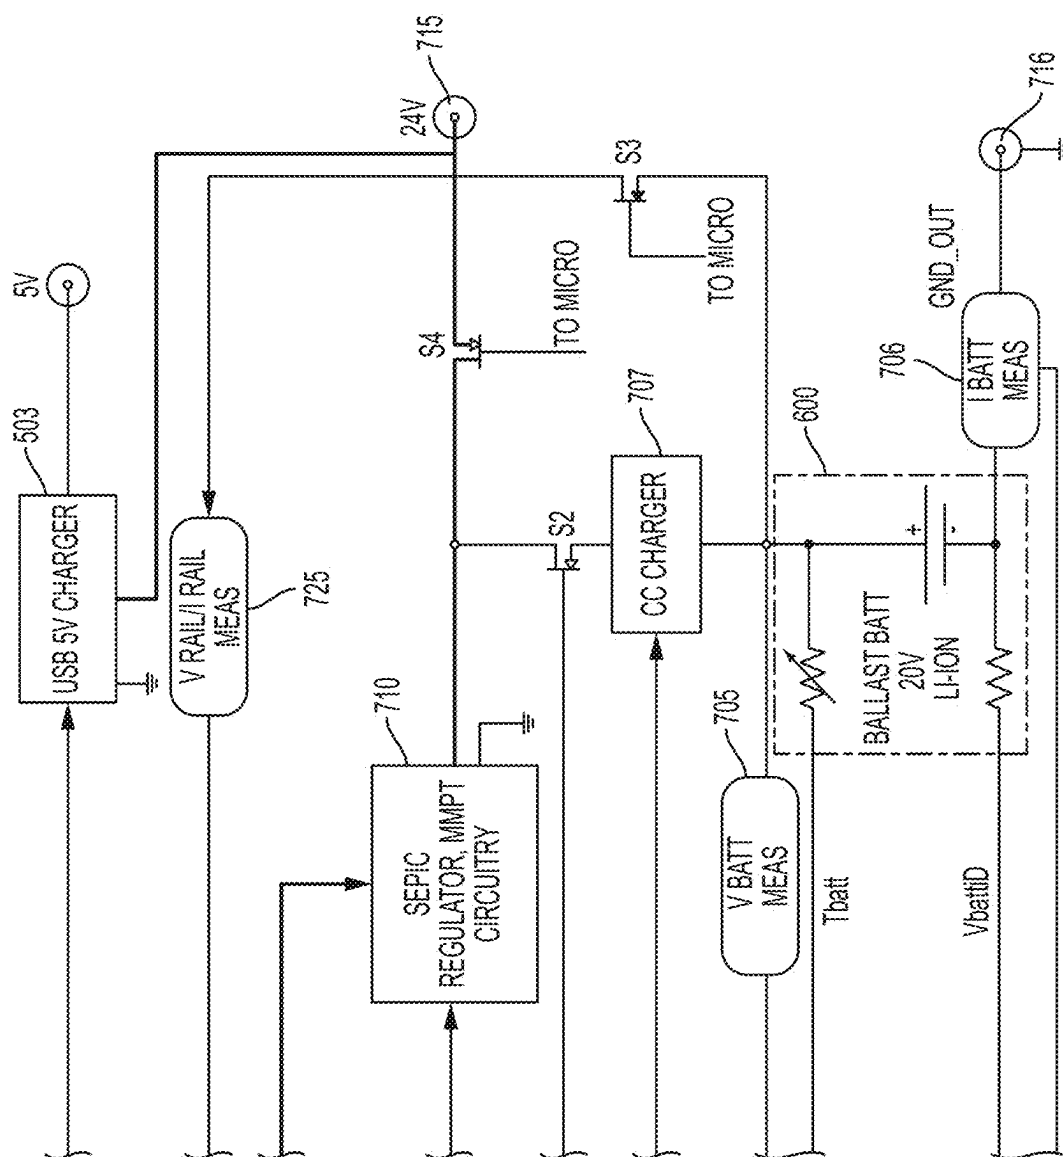 5V
503
USB 5V CHARGER
V RAIL/I RAIL
MEAS
725
24V
715
S4
TO MICRO
S3
TO MICRO
710
SEPIC
REGULATOR, MMPT
CIRCUITRY
S2
707
CC CHARGER
705
V BATT
MEAS
Tbatt
600
+
-
BALLAST BATT
20V
LI-ION
VbattiD
706
I BATT
MEAS
GND_OUT
716